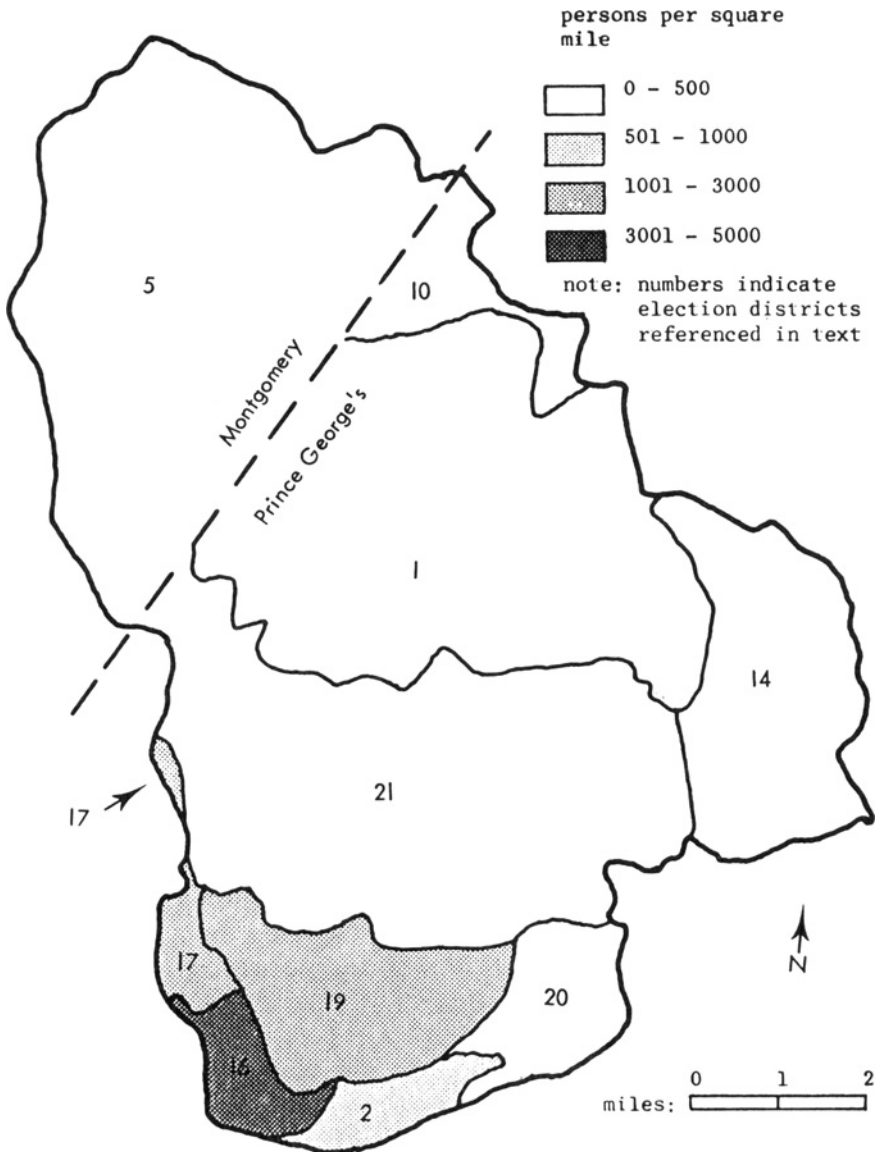 persons per square
mile
0 - 500
501 - 1000
1001 - 3000
3001 - 5000
note: numbers indicate
election districts
referenced in text
5
10
Montgomery
Prince George's
1
14
21
17
17
19
20
16
2
N
0 1 2
miles: